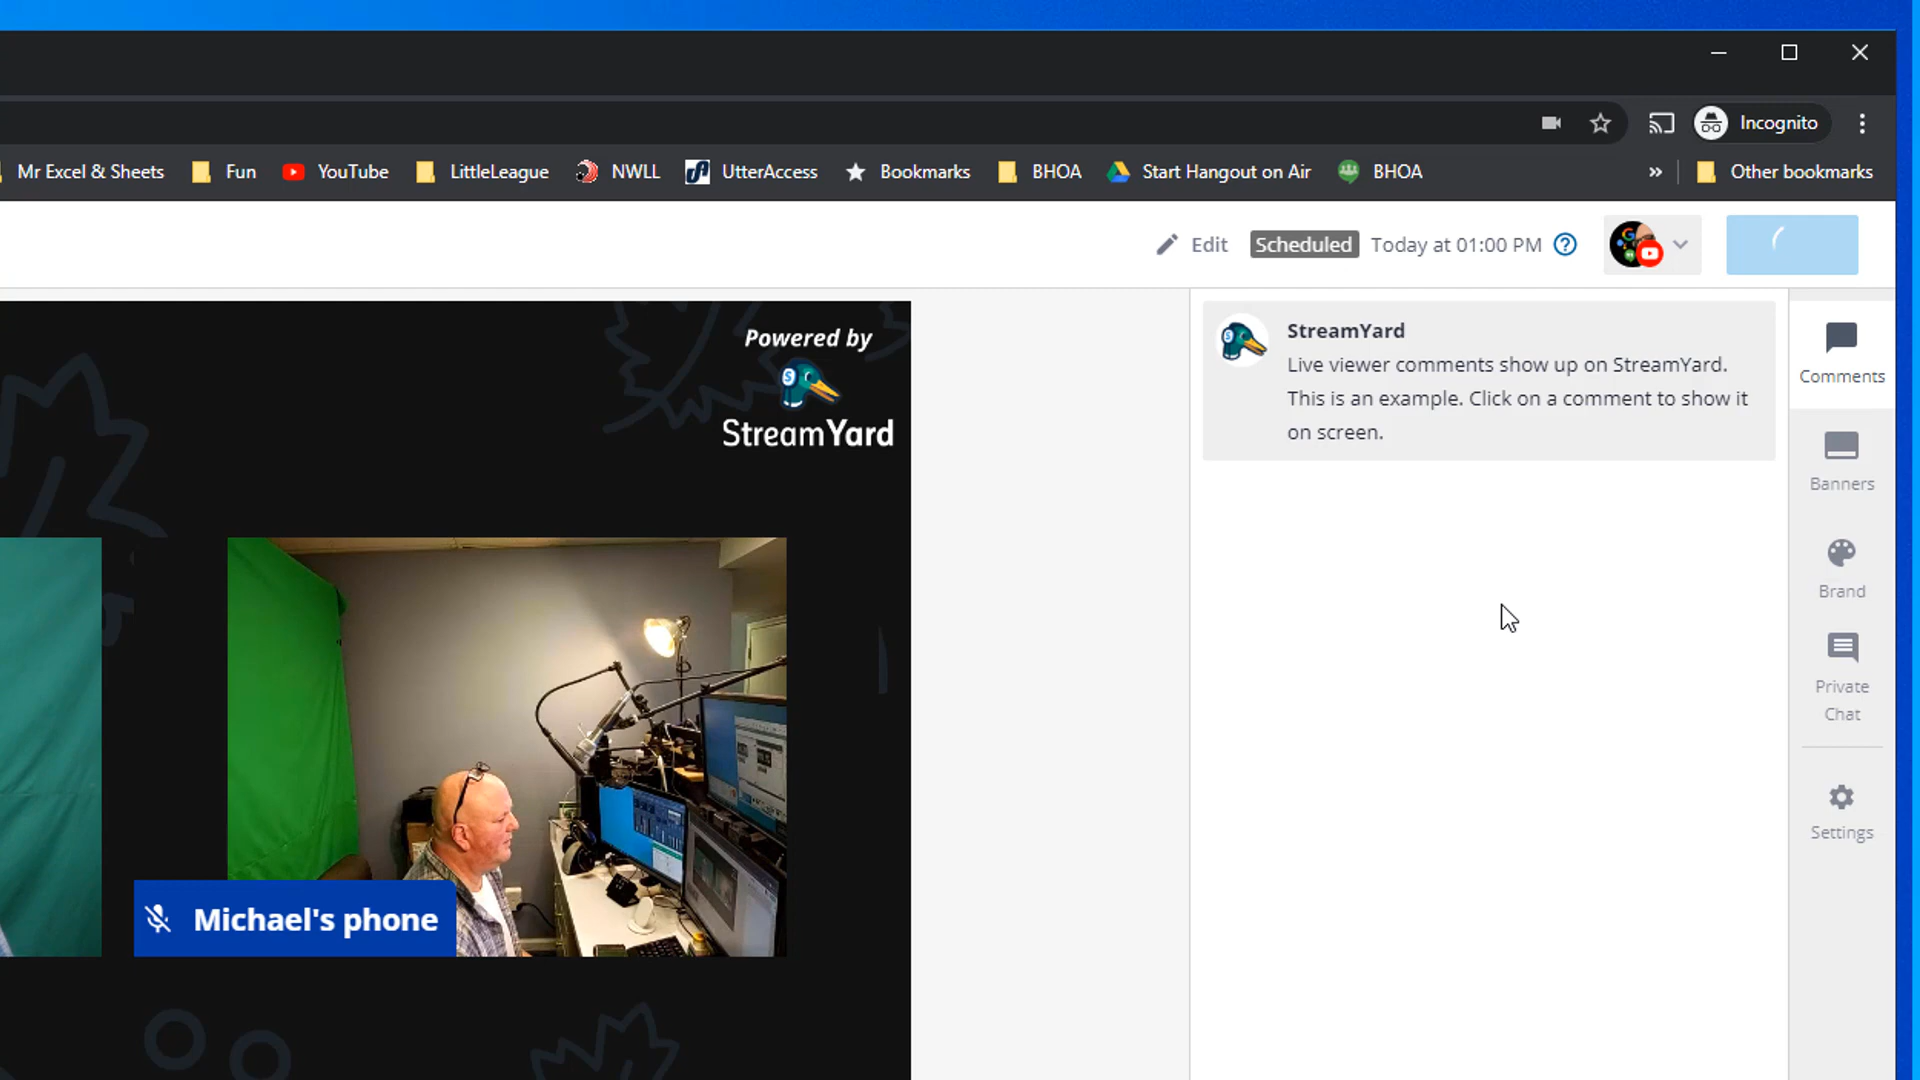 Incognito
Mr Excel & Sheets Fun YouTube LittleLeague NWLL UtterAccess Bookmarks BHOA Start Hangout on Air BHOA » Other bookmarks
Edit Scheduled Today at 01:00 PM ?
Powered by
StreamYard
StreamYard
Live viewer comments show up on StreamYard.
This is an example. Click on a comment to show it
on screen.
Comments
Banners
Brand
Private
Chat
Settings
Michael's phone